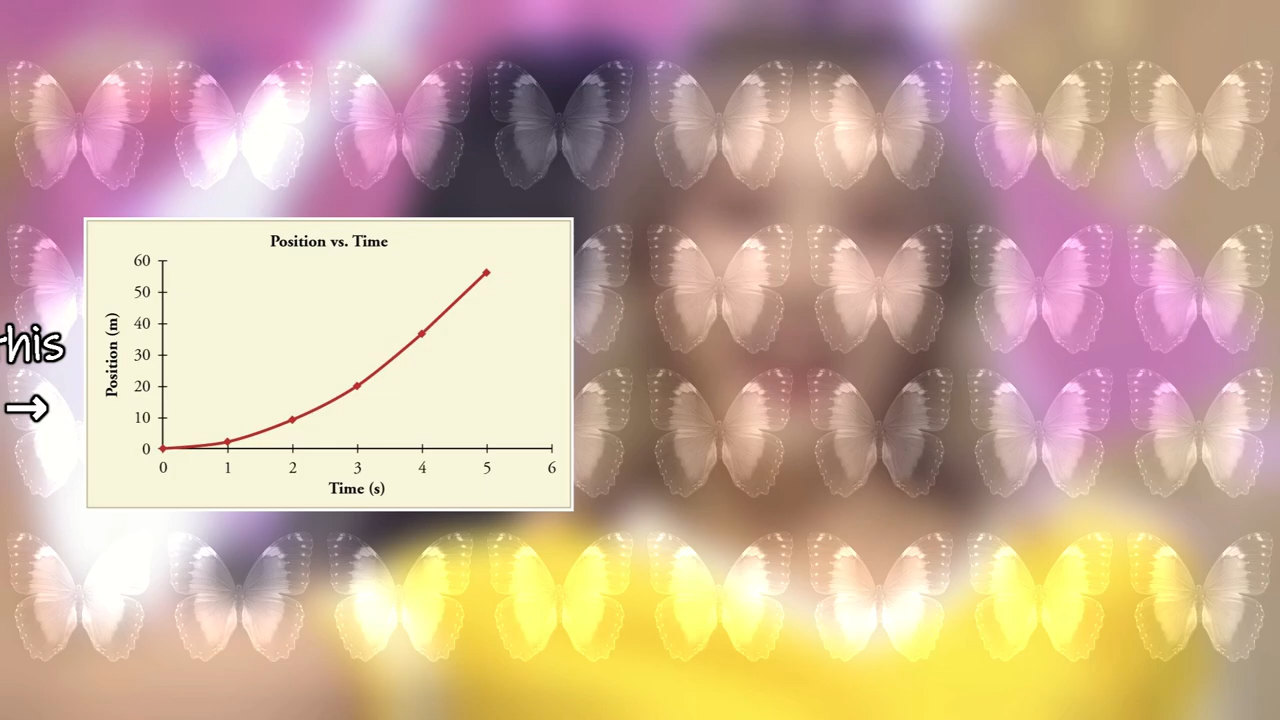 his
→
Position vs. Time
60
50
40
30
20
10
0
Position (m)
0 1 2 3 4 5 6
Time (s)